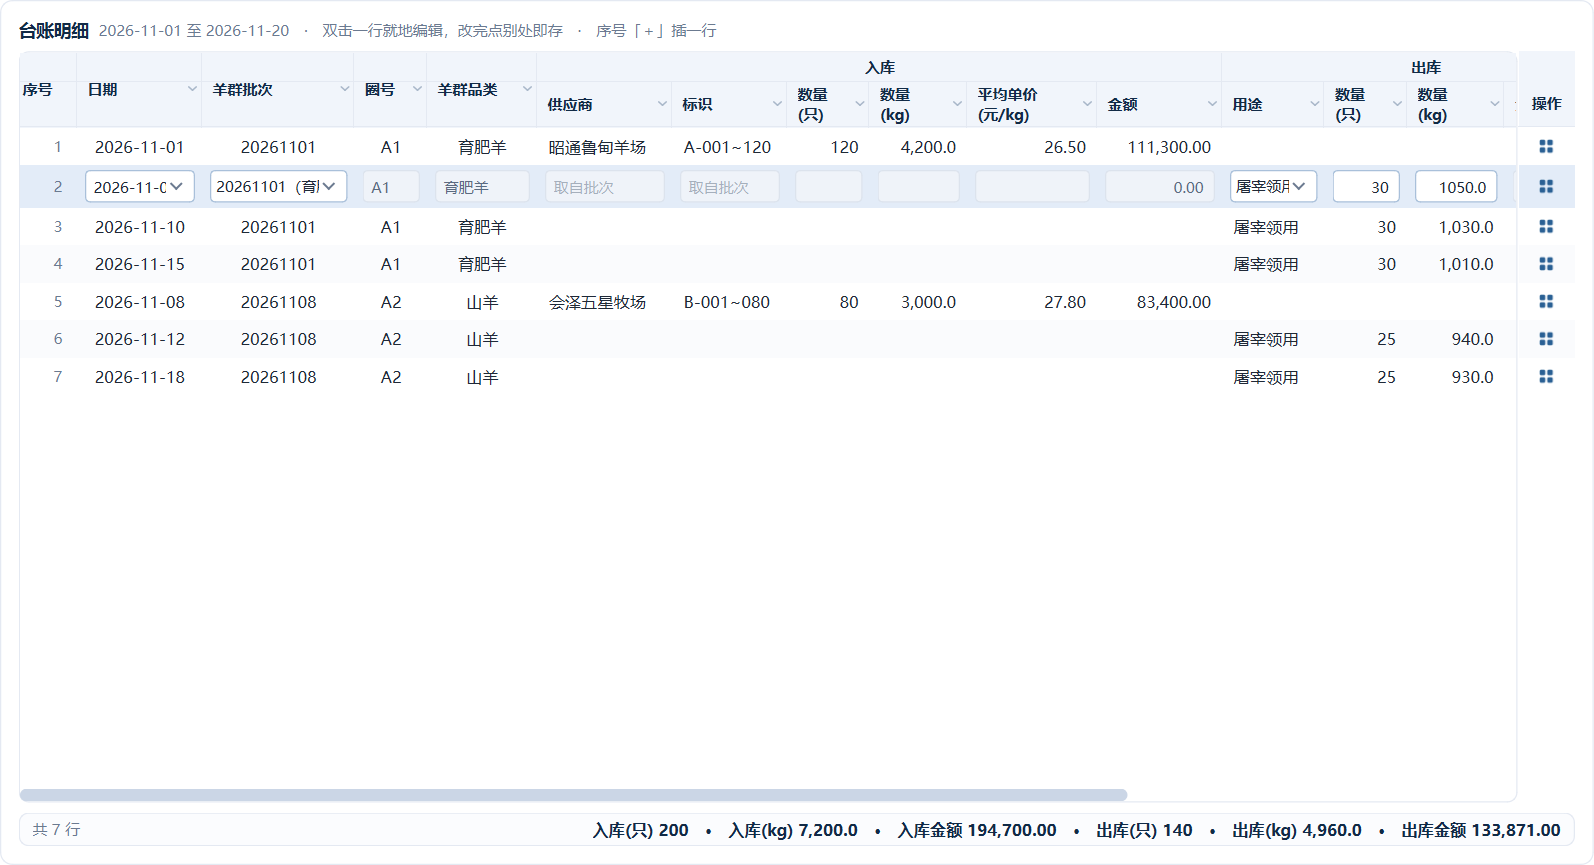 台账明细 2026-11-01 至 2026-11-20 · 双击一行就地编辑，改完点别处即存 · 序号「+」插一行
入库 出库
序号 日期 羊群批次 圈号 羊群品类 供应商 标识 数量(只) 数量(kg) 平均单价(元/kg) 金额 用途 数量(只) 数量(kg) 操作
1 2026-11-01 20261101 A1 育肥羊 昭通鲁甸羊场 A-001~120 120 4,200.0 26.50 111,300.00
2 2026-11-0 20261101（育 A1 育肥羊 取自批次 取自批次 0.00 屠宰领用 30 1050.0
3 2026-11-10 20261101 A1 育肥羊 屠宰领用 30 1,030.0
4 2026-11-15 20261101 A1 育肥羊 屠宰领用 30 1,010.0
5 2026-11-08 20261108 A2 山羊 会泽五星牧场 B-001~080 80 3,000.0 27.80 83,400.00
6 2026-11-12 20261108 A2 山羊 屠宰领用 25 940.0
7 2026-11-18 20261108 A2 山羊 屠宰领用 25 930.0
共 7 行 入库(只) 200 • 入库(kg) 7,200.0 • 入库金额 194,700.00 • 出库(只) 140 • 出库(kg) 4,960.0 • 出库金额 133,871.00